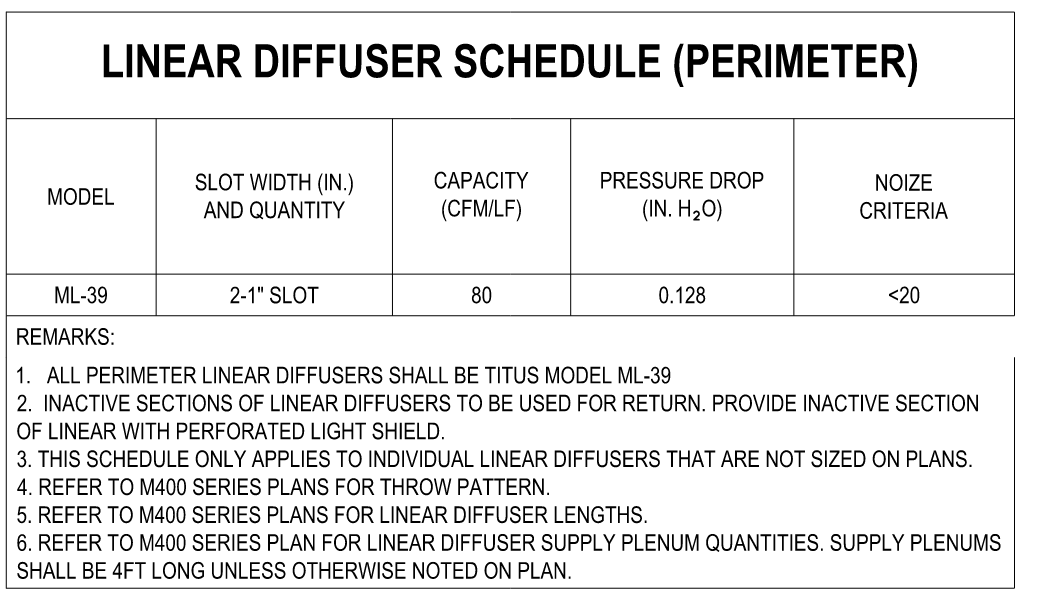 LINEAR DIFFUSER SCHEDULE (PERIMETER)
MODEL
SLOT WIDTH (IN.)
AND QUANTITY
CAPACITY
(CFM/LF)
PRESSURE DROP
(IN. H₂O)
NOIZE
CRITERIA
ML-39
2-1" SLOT
80
0.128
<20
REMARKS:
1. ALL PERIMETER LINEAR DIFFUSERS SHALL BE TITUS MODEL ML-39
2. INACTIVE SECTIONS OF LINEAR DIFFUSERS TO BE USED FOR RETURN. PROVIDE INACTIVE SECTION
OF LINEAR WITH PERFORATED LIGHT SHIELD.
3. THIS SCHEDULE ONLY APPLIES TO INDIVIDUAL LINEAR DIFFUSERS THAT ARE NOT SIZED ON PLANS.
4. REFER TO M400 SERIES PLANS FOR THROW PATTERN.
5. REFER TO M400 SERIES PLANS FOR LINEAR DIFFUSER LENGTHS.
6. REFER TO M400 SERIES PLAN FOR LINEAR DIFFUSER SUPPLY PLENUM QUANTITIES. SUPPLY PLENUMS
SHALL BE 4FT LONG UNLESS OTHERWISE NOTED ON PLAN.